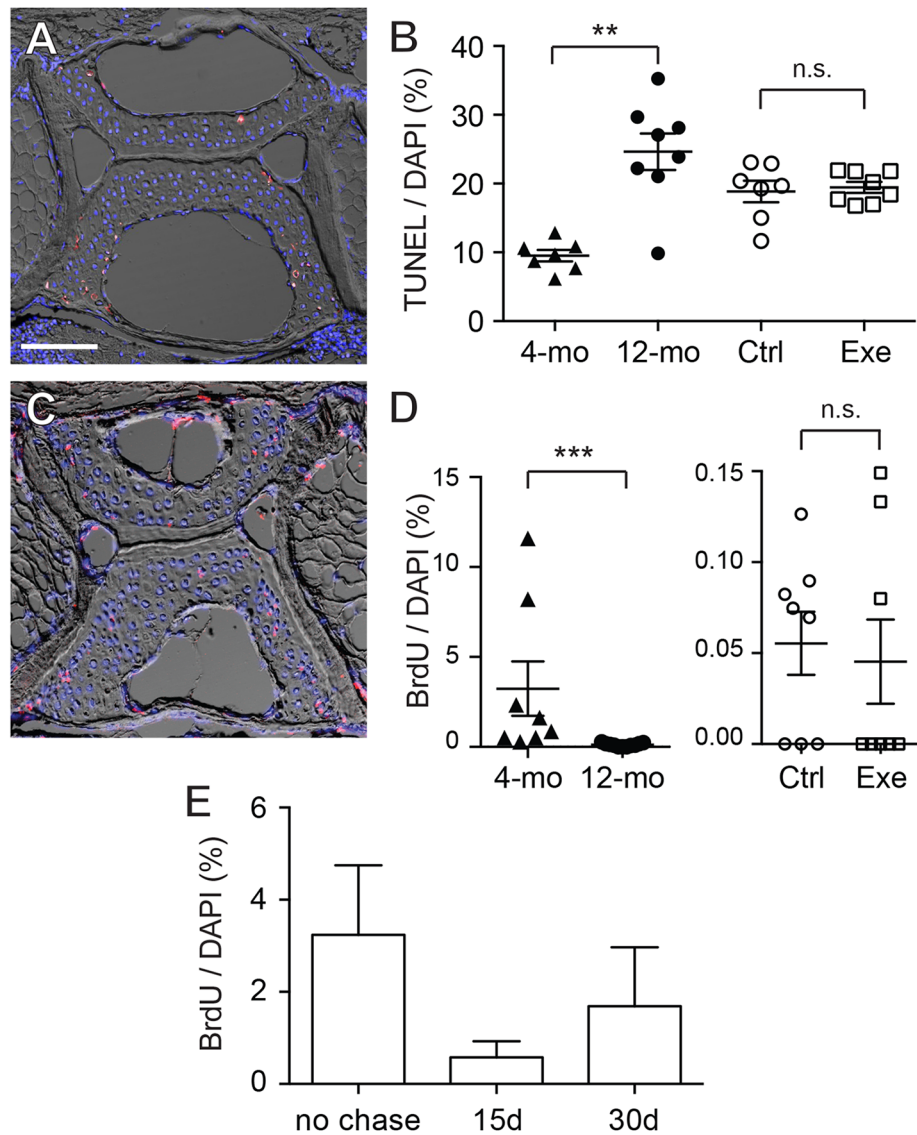 A
B
TUNEL / DAPI (%)
40
30
20
10
0
**
n.s.
4-mo 12-mo Ctrl Exe
C
D
BrdU / DAPI (%)
15
10
5
0
***
4-mo 12-mo
n.s.
0.15
0.10
0.05
0.00
Ctrl Exe
E
BrdU / DAPI (%)
6
4
2
0
no chase 15d 30d